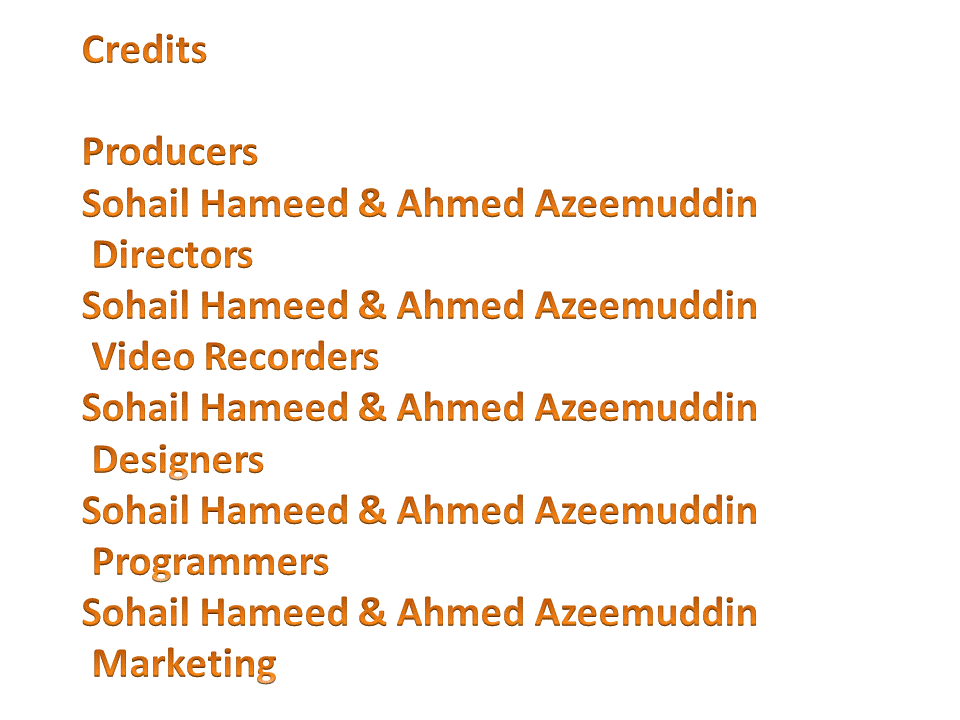 Credits
Producers
Sohail Hameed & Ahmed Azeemuddin
Directors
Sohail Hameed & Ahmed Azeemuddin
Video Recorders
Sohail Hameed & Ahmed Azeemuddin
Designers
Sohail Hameed & Ahmed Azeemuddin
Programmers
Sohail Hameed & Ahmed Azeemuddin
Marketing